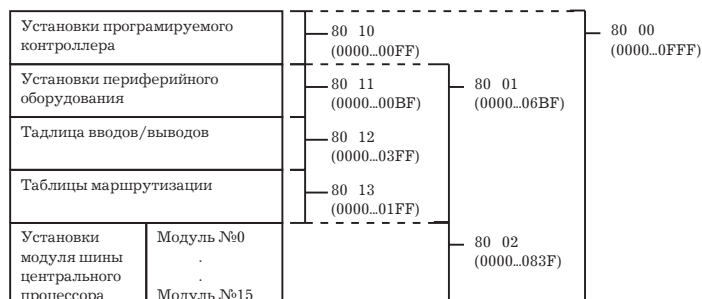 Установки програмируемого
контроллера
80 10
(0000...00FF)
80 00
(0000...0FFF)
Установки периферийного
оборудования
80 11
(0000...00BF)
80 01
(0000...06BF)
Тадлица вводов/выводов
80 12
(0000...03FF)
Таблицы маршрутизации
80 13
(0000...01FF)
Установки
модуля шины
центрального
процессора
Модуль №0
.
.
Модуль №15
80 02
(0000...083F)